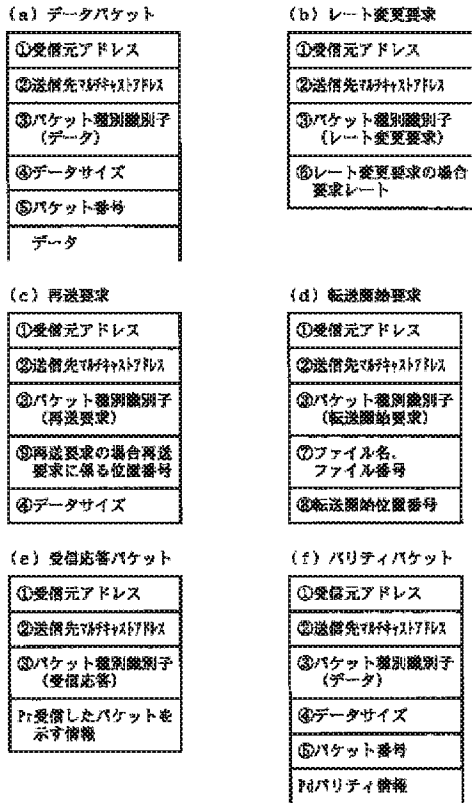 (a) データパケット
①受信元アドレス
②送信先マルチキャストアドレス
③パケット種別識別子
(データ)
④データサイズ
⑤パケット番号
データ
(b) レート変更要求
①受信元アドレス
②送信先マルチキャストアドレス
③パケット種別識別子
(レート変更要求)
⑥レート変更要求の場合
要求レート
(c) 再送要求
①受信元アドレス
②送信先マルチキャストアドレス
③パケット種別識別子
(再送要求)
⑤再送要求の場合再送
要求に係る位置番号
④データサイズ
(d) 転送開始要求
①受信元アドレス
②送信先マルチキャストアドレス
③パケット種別識別子
(転送開始要求)
⑦ファイル名、
ファイル番号
⑧転送開始位置番号
(e) 受信応答パケット
①受信元アドレス
②送信先マルチキャストアドレス
③パケット種別識別子
(受信応答)
Pr受信したパケットを
示す情報
(f) パリティパケット
①受信元アドレス
②送信先マルチキャストアドレス
③パケット種別識別子
(データ)
④データサイズ
⑤パケット番号
Pdパリティ情報